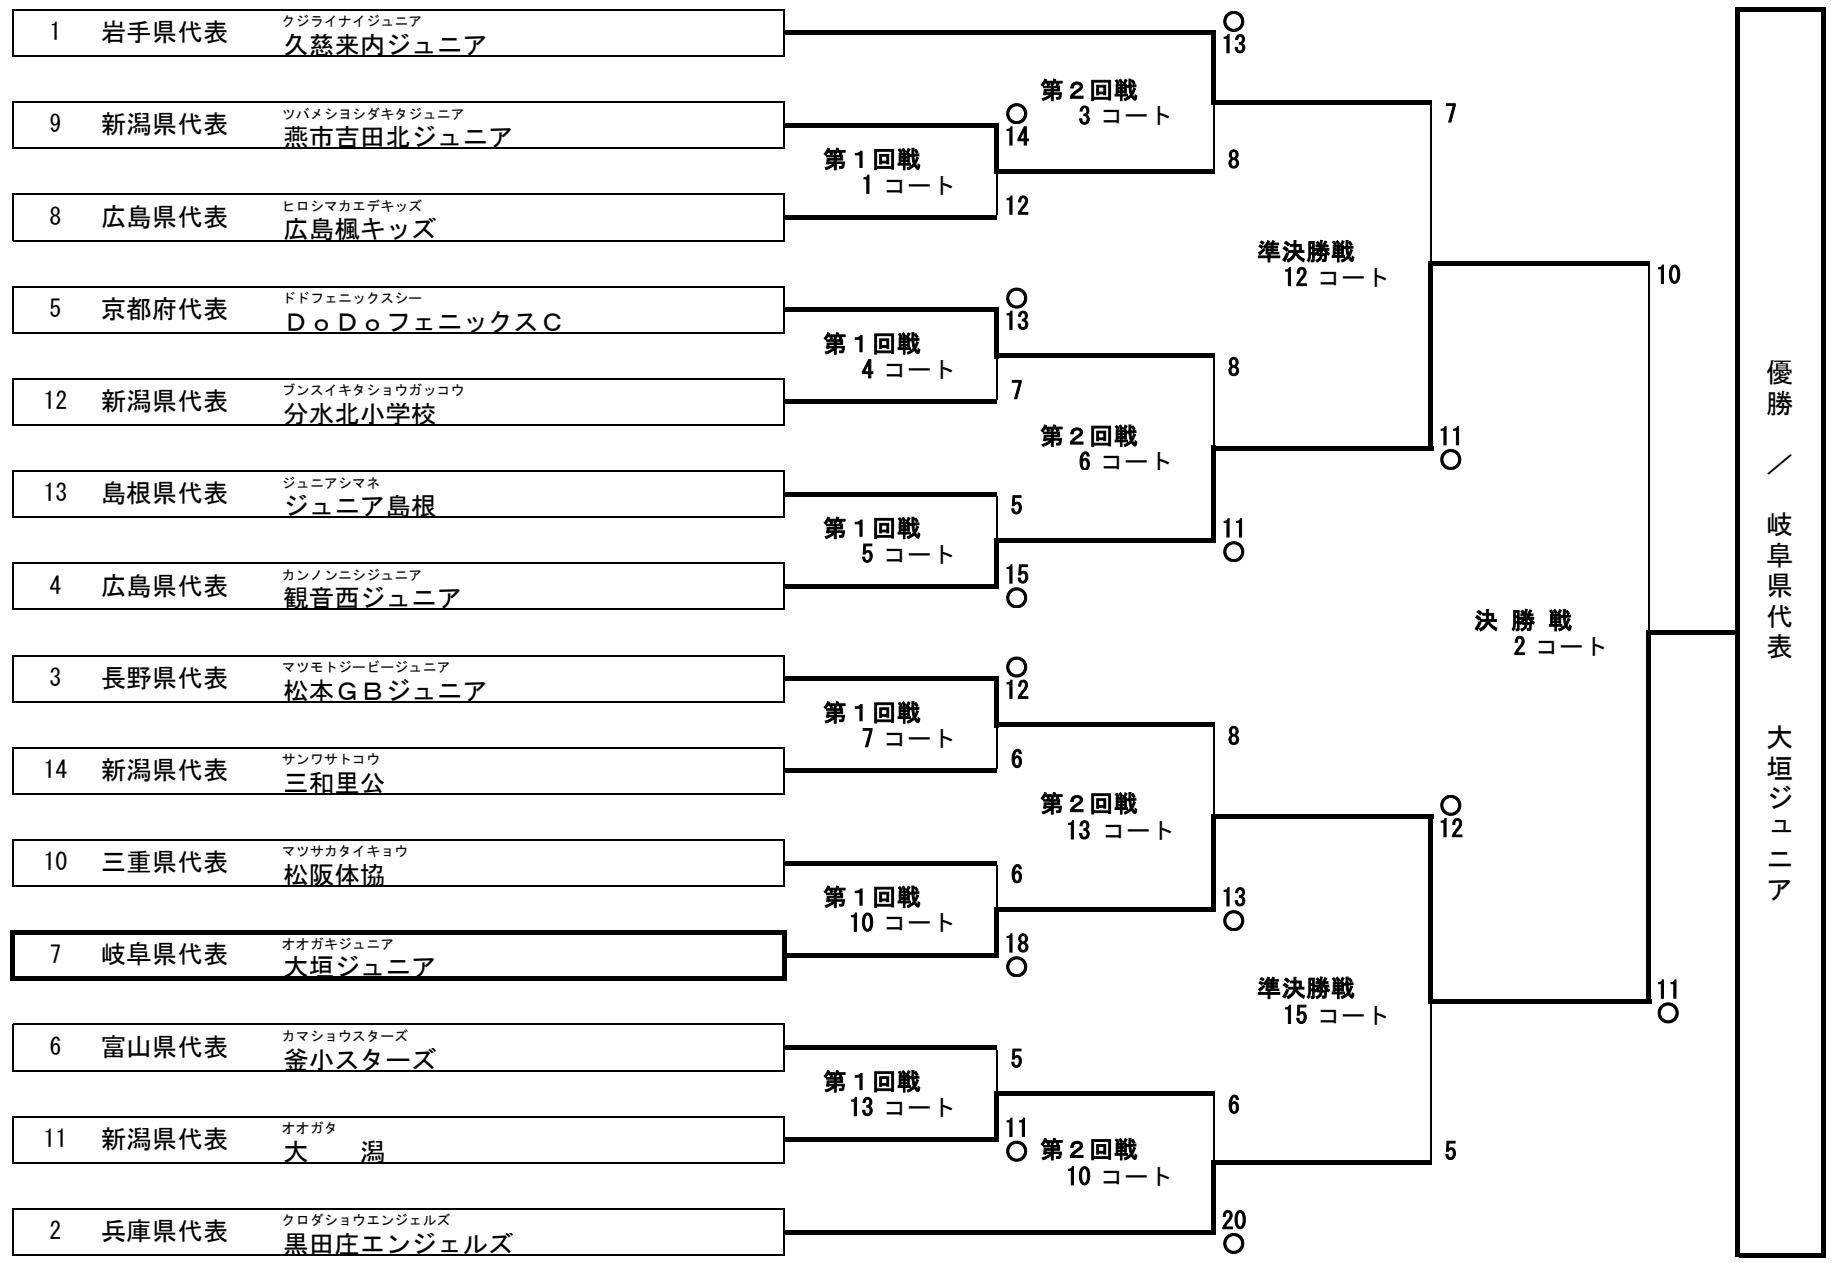 クジライナイジュニア
1 岩手県代表 久慈来内ジュニア
○
13
第２回戦
3 コート
7
ツバメシヨシダキタジュニア
9 新潟県代表 燕市吉田北ジュニア
○
14
第１回戦
1 コート
8
ヒロシマカエデキッズ
8 広島県代表 広島楓キッズ
12
準決勝戦
12 コート
10
ドドフェニックスシー
5 京都府代表 ＤｏＤｏフェニックスＣ
○
13
第１回戦
4 コート
8
ブンスイキタショウガッコウ
12 新潟県代表 分水北小学校
7
第２回戦
6 コート
11
○
ジュニアシマネ
13 島根県代表 ジュニア島根
5
第１回戦
5 コート
11
○
カンノンニシジュニア
4 広島県代表 観音西ジュニア
15
○
決 勝 戦
2 コート
マツモトジービージュニア
3 長野県代表 松本ＧＢジュニア
○
12
第１回戦
7 コート
8
サンワサトコウ
14 新潟県代表 三和里公
6
第２回戦
13 コート
○
12
マツサカタイキョウ
10 三重県代表 松阪体協
6
第１回戦
10 コート
13
○
オオガキジュニア
7 岐阜県代表 大垣ジュニア
18
○
準決勝戦
15 コート
11
○
カマショウスターズ
6 富山県代表 釜小スターズ
5
第１回戦
13 コート
6
オオガタ
11 新潟県代表 大　　潟
11
○
第２回戦
10 コート
5
クロダショウエンジェルズ
2 兵庫県代表 黒田庄エンジェルズ
20
○
優勝 ／ 岐阜県代表 大垣ジュニア